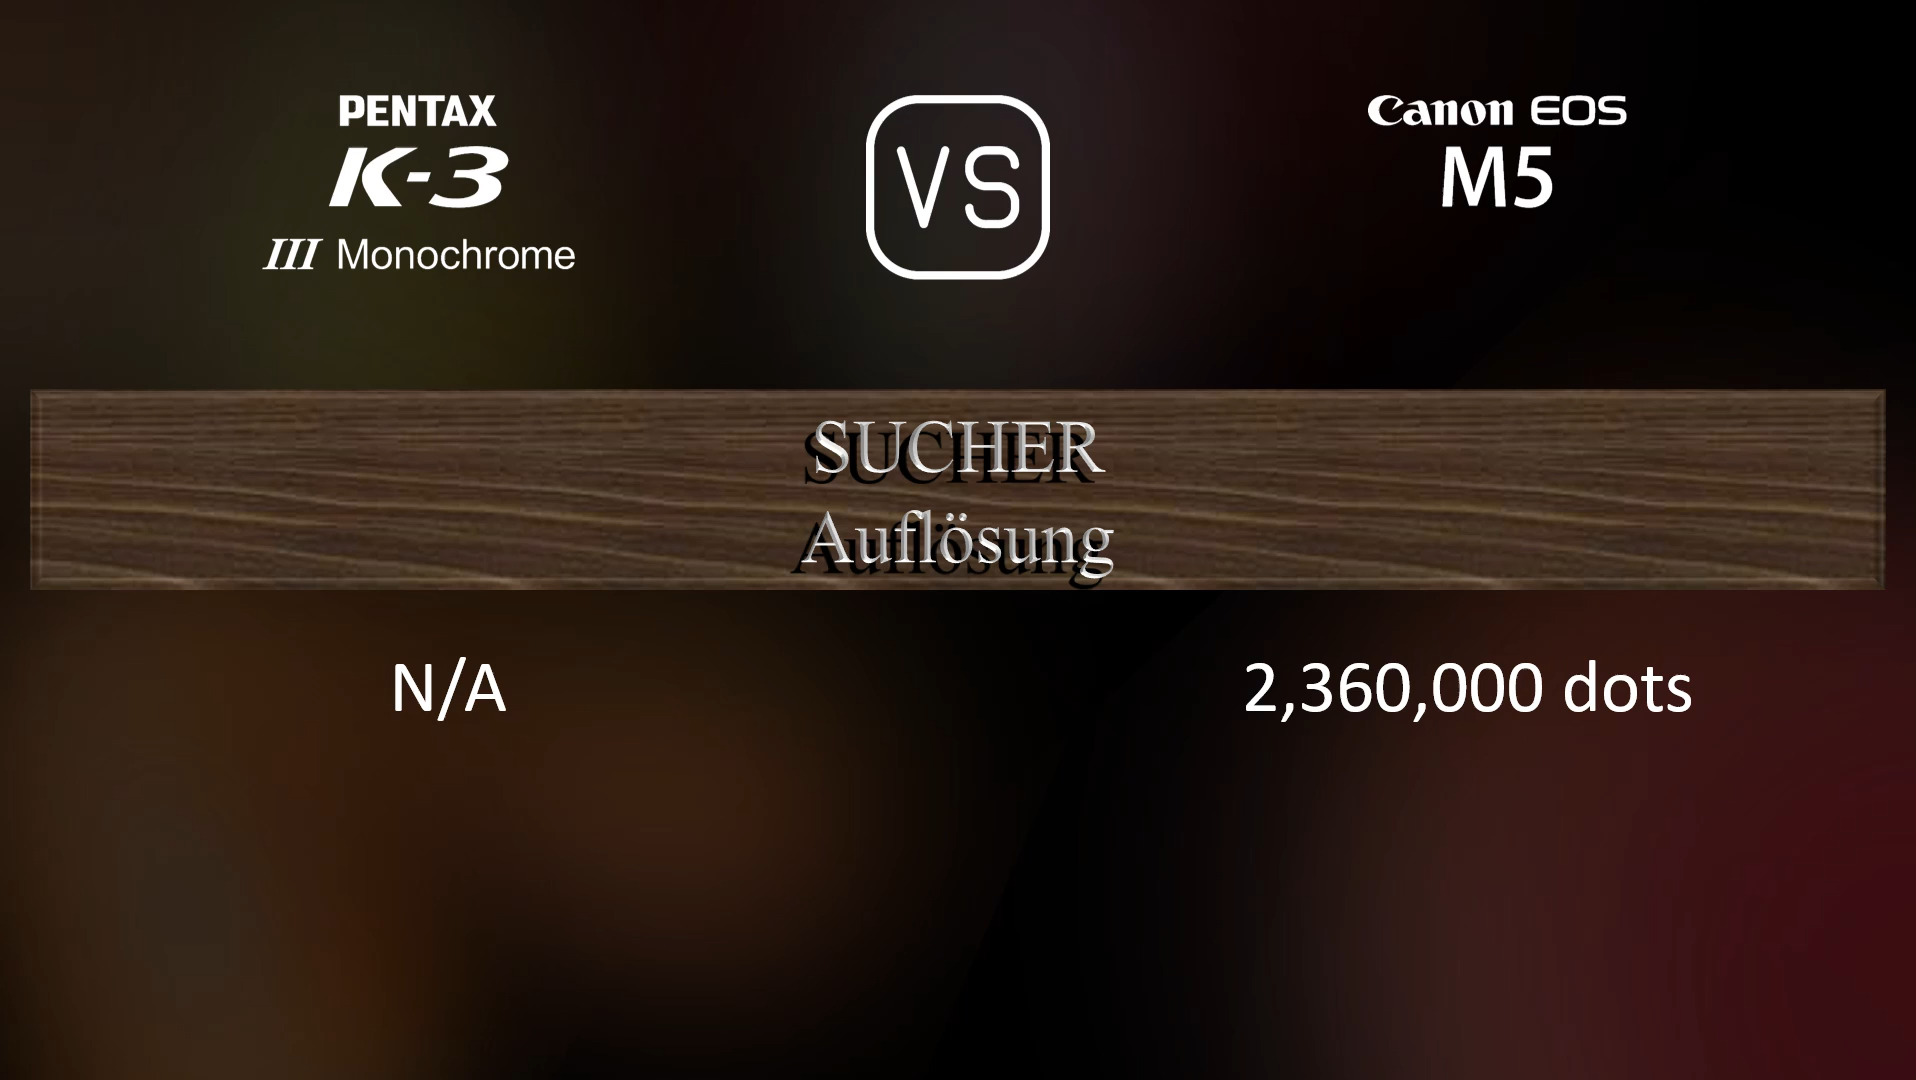 PENTAX
K-3
III Monochrome
VS
Canon EOS
M5
SUCHER
Auflösung
N/A
2,360,000 dots